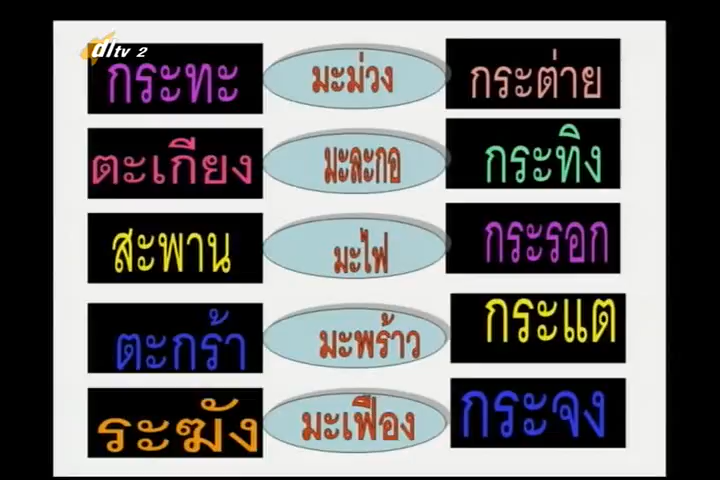 dltv 2
กระทะ มะม่วง กระต่าย
ตะเกียง มะละกอ กระทิง
สะพาน มะไฟ กระรอก
ตะกร้า มะพร้าว กระแต
ระฆัง มะเฟือง กระจง